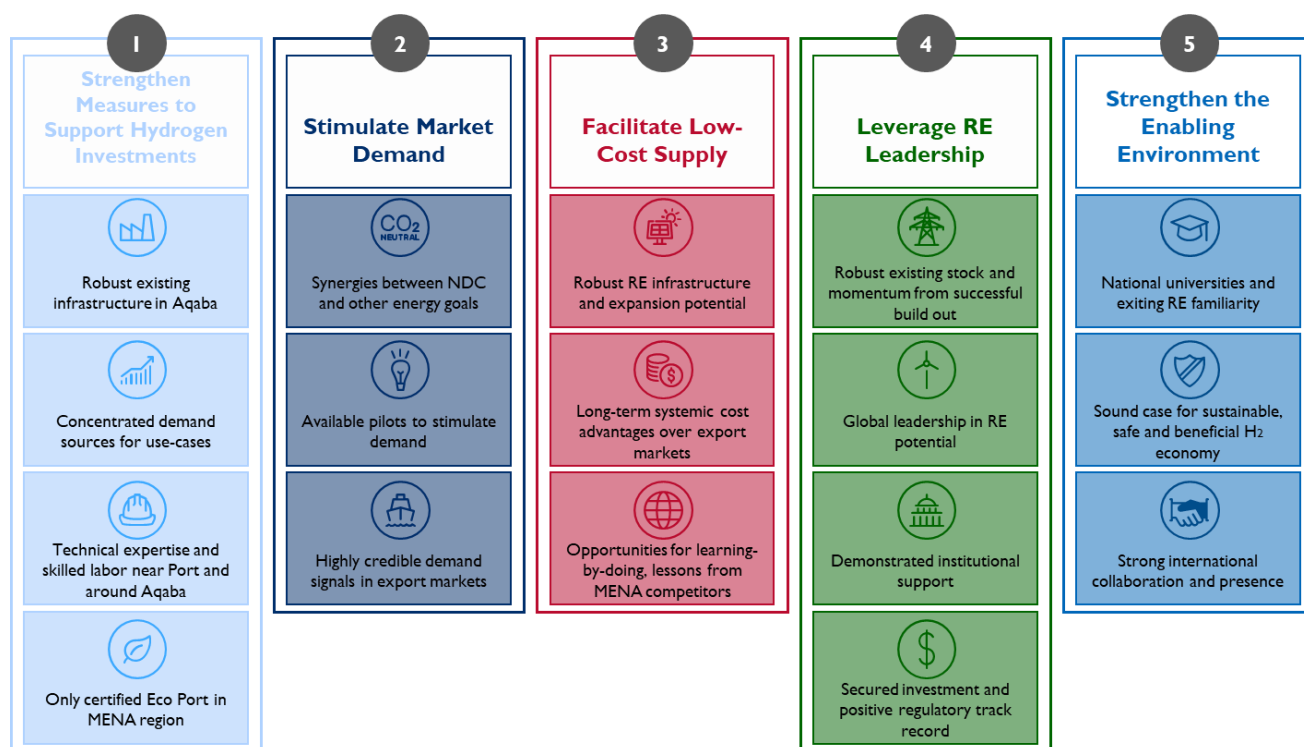 1
Strengthen
Measures to
Support Hydrogen
Investments
Robust existing
infrastructure in Aqaba
Concentrated demand
sources for use-cases
Technical expertise and
skilled labor near Port and
around Aqaba
Only certified Eco Port in
MENA region
2
Stimulate Market
Demand
CO2
NEUTRAL
Synergies between NDC
and other energy goals
Available pilots to stimulate
demand
Highly credible demand
signals in export markets
3
Facilitate Low-
Cost Supply
Robust RE infrastructure
and expansion potential
$
Long-term systemic cost
advantages over export
markets
Opportunities for learning-
by-doing, lessons from
MENA competitors
4
Leverage RE
Leadership
Robust existing stock and
momentum from successful
build out
Global leadership in RE
potential
Demonstrated institutional
support
$
Secured investment and
positive regulatory track
record
5
Strengthen the
Enabling
Environment
National universities and
exiting RE familiarity
Sound case for sustainable,
safe and beneficial H2
economy
Strong international
collaboration and presence